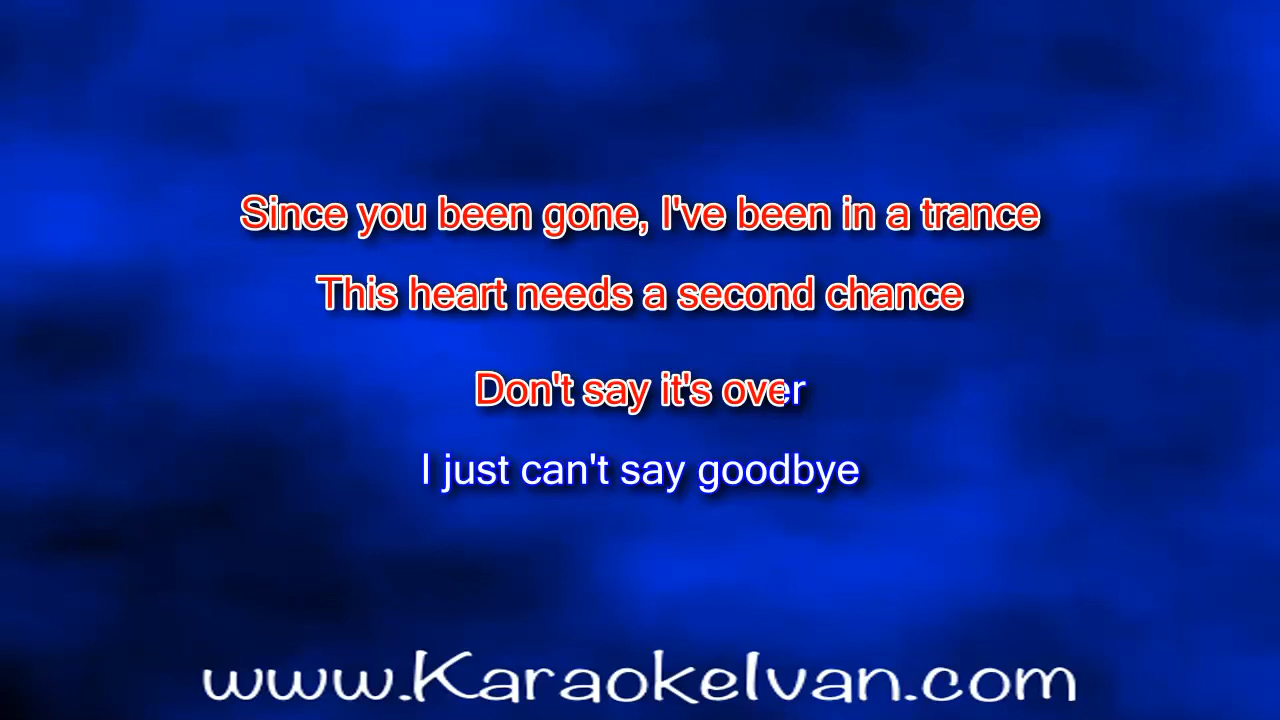 Since you been gone, I've been in a trance
This heart needs a second chance
Don't say it's over
I just can't say goodbye
www.KaraokeIvan.com